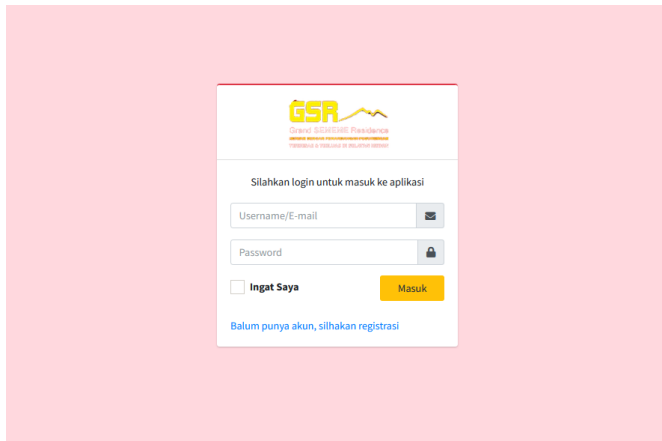 GSR
Grand SEWEWE Residence
Silahkan login untuk masuk ke aplikasi
Username/E-mail
Password
Ingat Saya
Masuk
Balum punya akun, silhakan registrasi